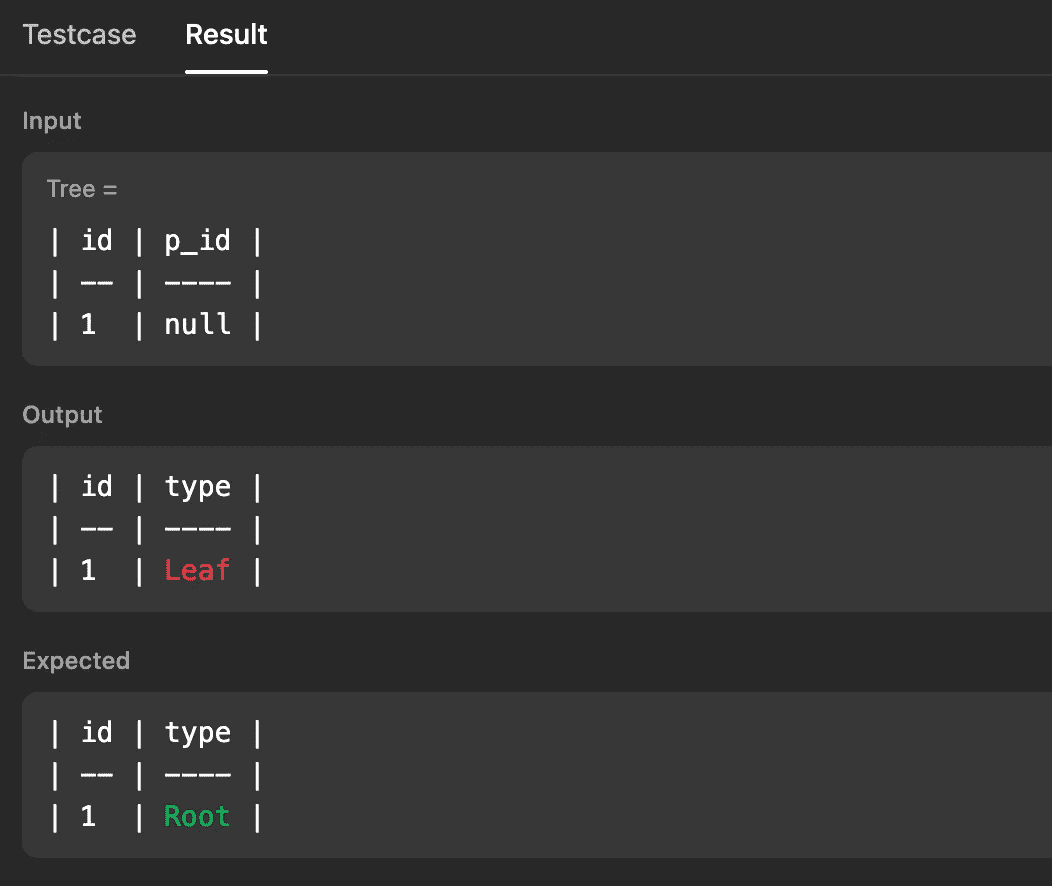 Testcase Result
Input
Tree =
| id | p_id |
| -- | ---- |
| 1 | null |
Output
| id | type |
| -- | ---- |
| 1 | Leaf |
Expected
| id | type |
| -- | ---- |
| 1 | Root |